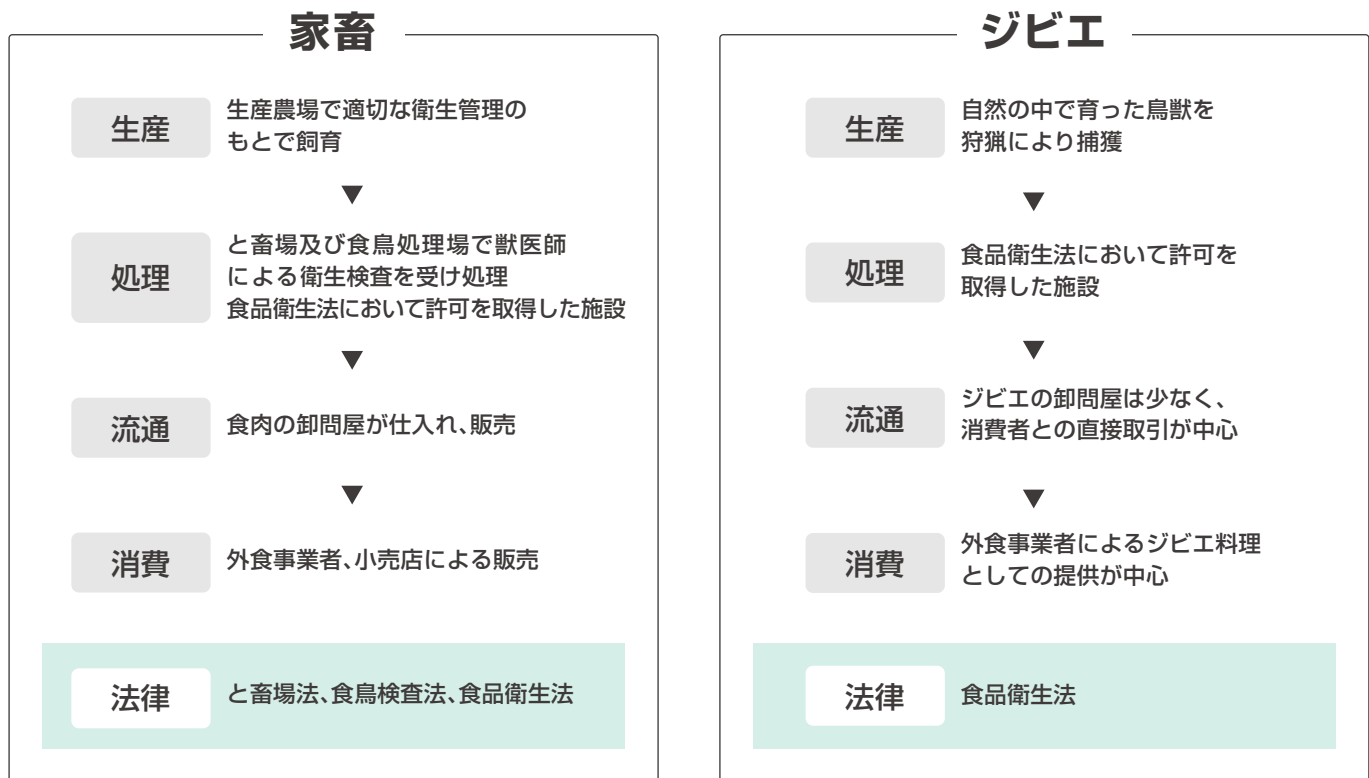 家畜
生産
生産農場で適切な衛生管理の
もとで飼育
▼
処理
と畜場及び食鳥処理場で獣医師
による衛生検査を受け処理
食品衛生法において許可を取得した施設
▼
流通
食肉の卸問屋が仕入れ、販売
▼
消費
外食事業者、小売店による販売
法律
と畜場法、食鳥検査法、食品衛生法
ジビエ
生産
自然の中で育った鳥獣を
狩猟により捕獲
▼
処理
食品衛生法において許可を
取得した施設
▼
流通
ジビエの卸問屋は少なく、
消費者との直接取引が中心
▼
消費
外食事業者によるジビエ料理
としての提供が中心
法律
食品衛生法